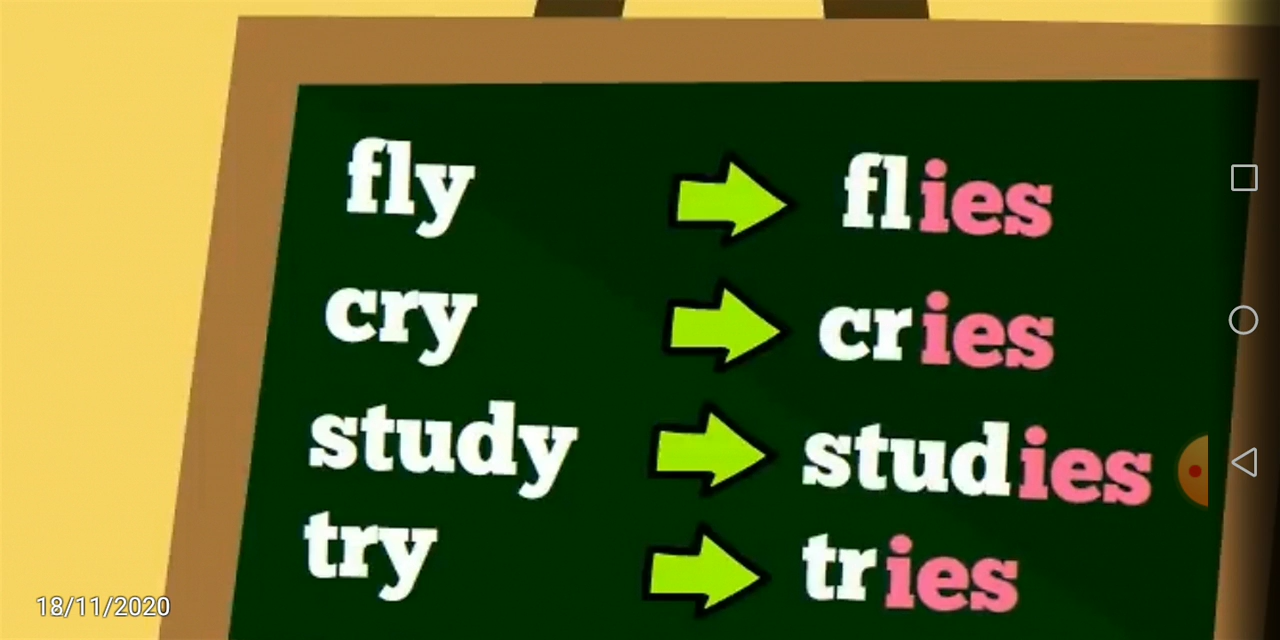 fly flies
cry cries
study studies
try tries
18/11/2020